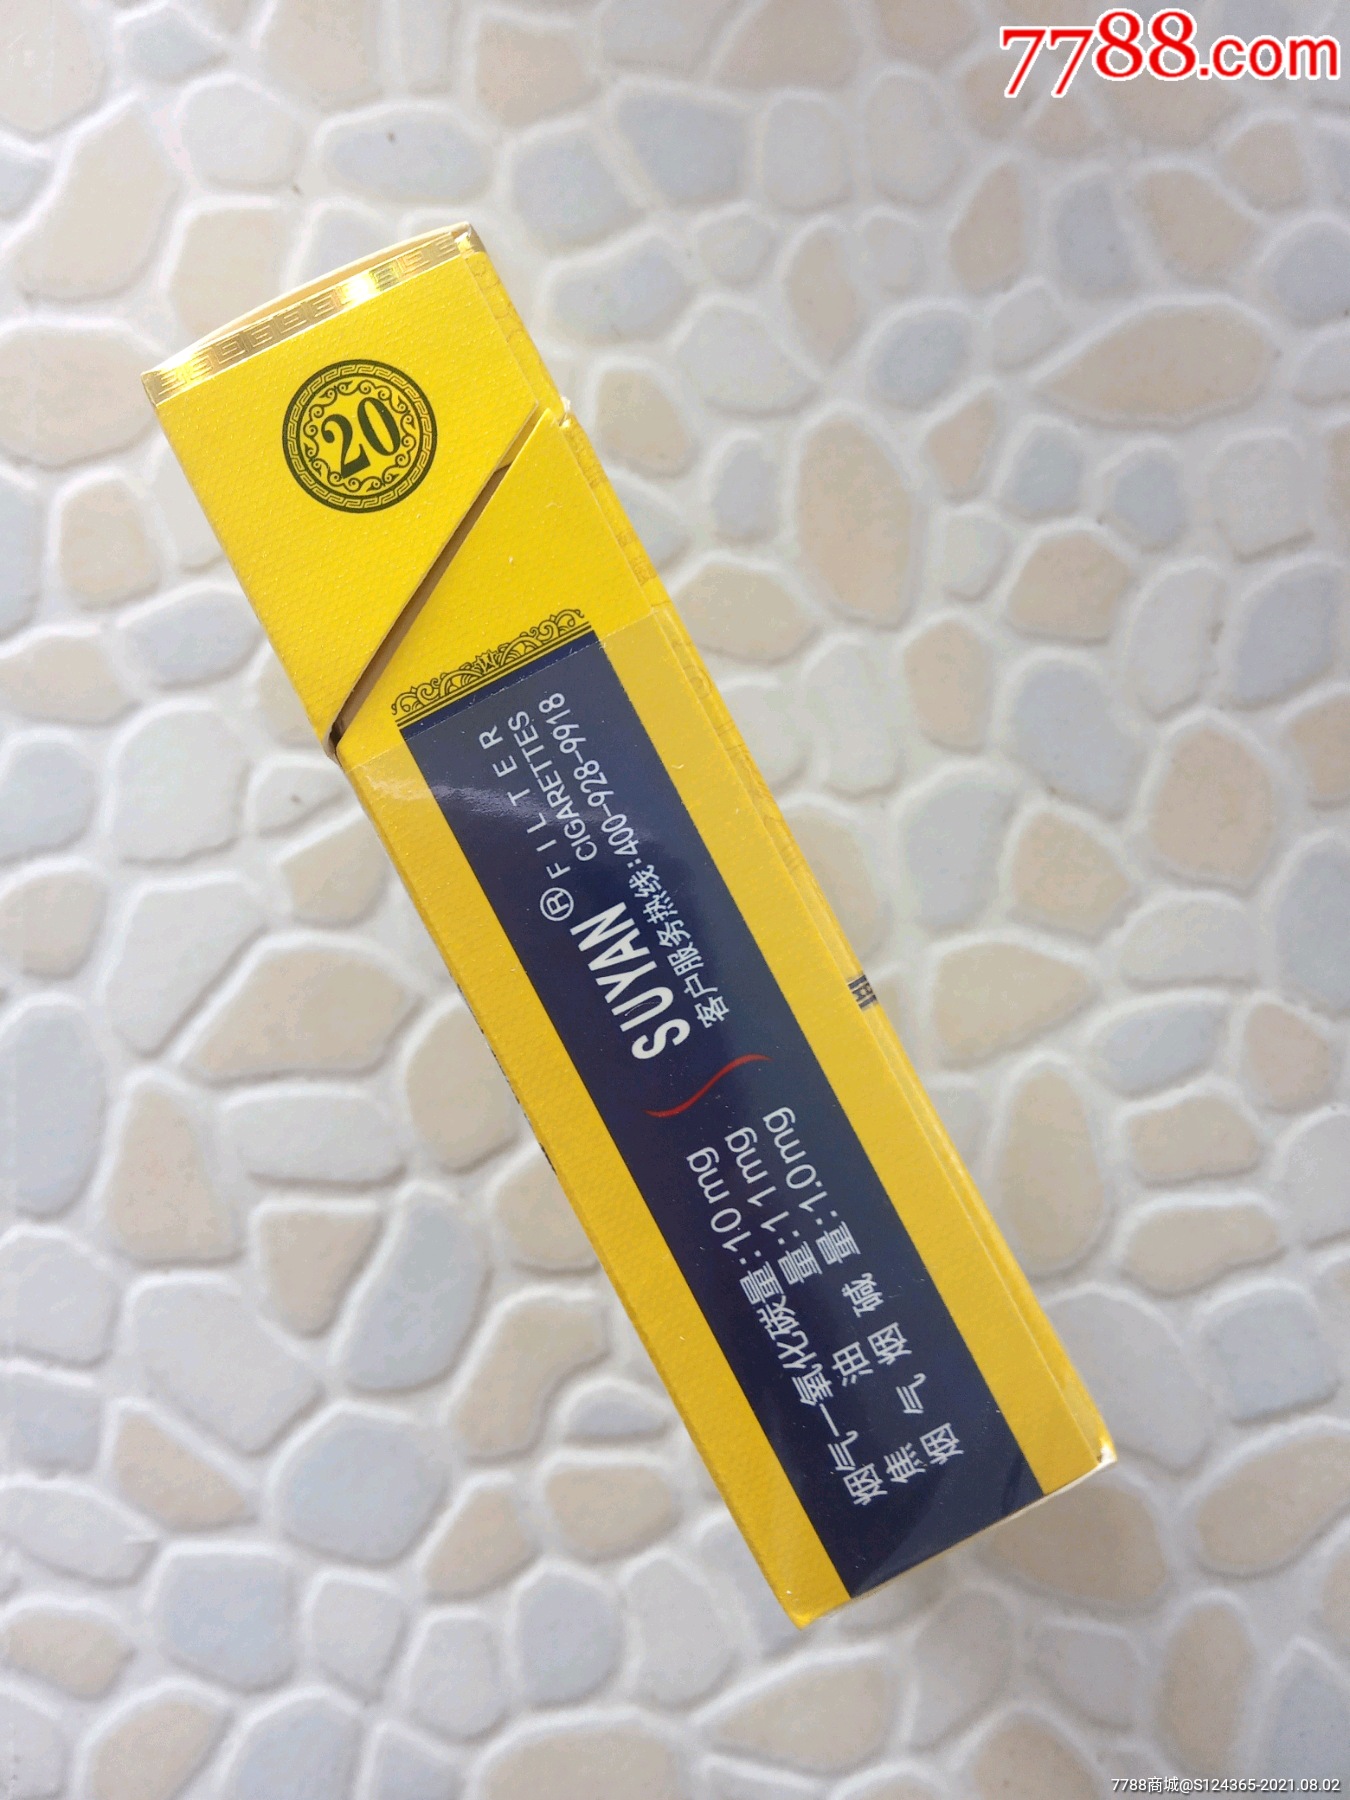 7788.com
20
SUYAN ® FILTER
CIGARETTES
客户服务热线:400-928-9918
烟气一氧化碳量:10mg
焦油量:11mg
烟气烟碱量:1.0mg
7788商城@S124365-2021.08.02